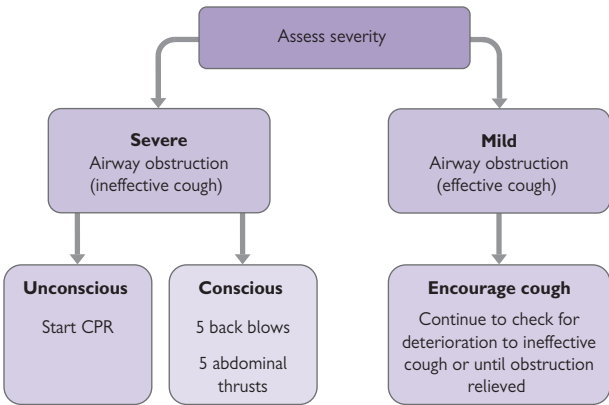 Assess severity
Severe
Airway obstruction
(ineffective cough)
Mild
Airway obstruction
(effective cough)
Unconscious
Start CPR
Conscious
5 back blows
5 abdominal
thrusts
Encourage cough
Continue to check for
deterioration to ineffective
cough or until obstruction
relieved